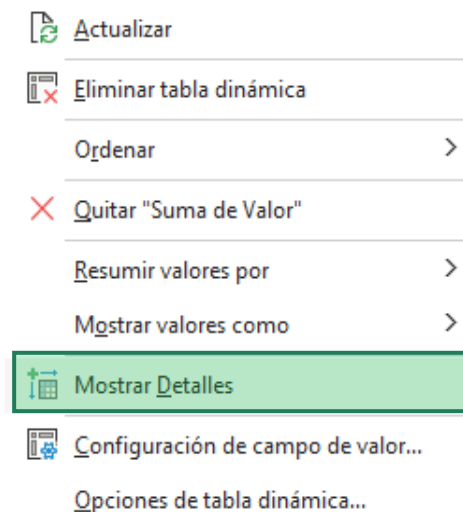 Actualizar
Eliminar tabla dinámica
Ordenar
Quitar "Suma de Valor"
Resumir valores por
Mostrar valores como
Mostrar Detalles
Configuración de campo de valor...
Opciones de tabla dinámica...